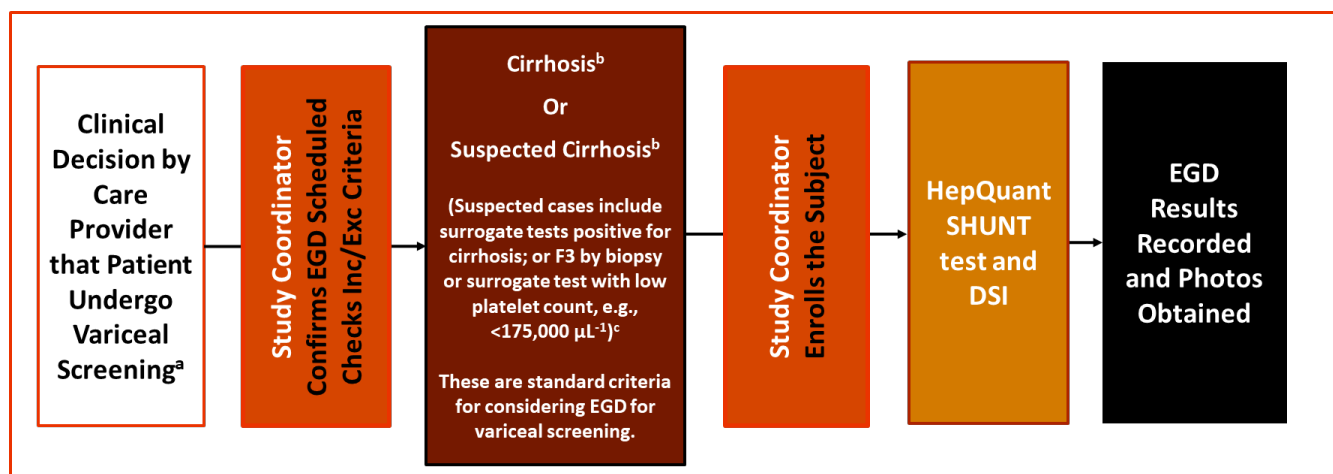 Clinical
Decision by
Care
Provider
that Patient
Undergo
Variceal
Screeningᵃ
Study Coordinator
Confirms EGD Scheduled
Checks Inc/Exc Criteria
Cirrhosisᵇ
Or
Suspected Cirrhosisᵇ
(Suspected cases include
surrogate tests positive for
cirrhosis; or F3 by biopsy
or surrogate test with low
platelet count, e.g.,
<175,000 µL⁻¹)ᶜ
These are standard criteria
for considering EGD for
variceal screening.
Study Coordinator
Enrolls the Subject
HepQuant
SHUNT
test and
DSI
EGD
Results
Recorded
and Photos
Obtained